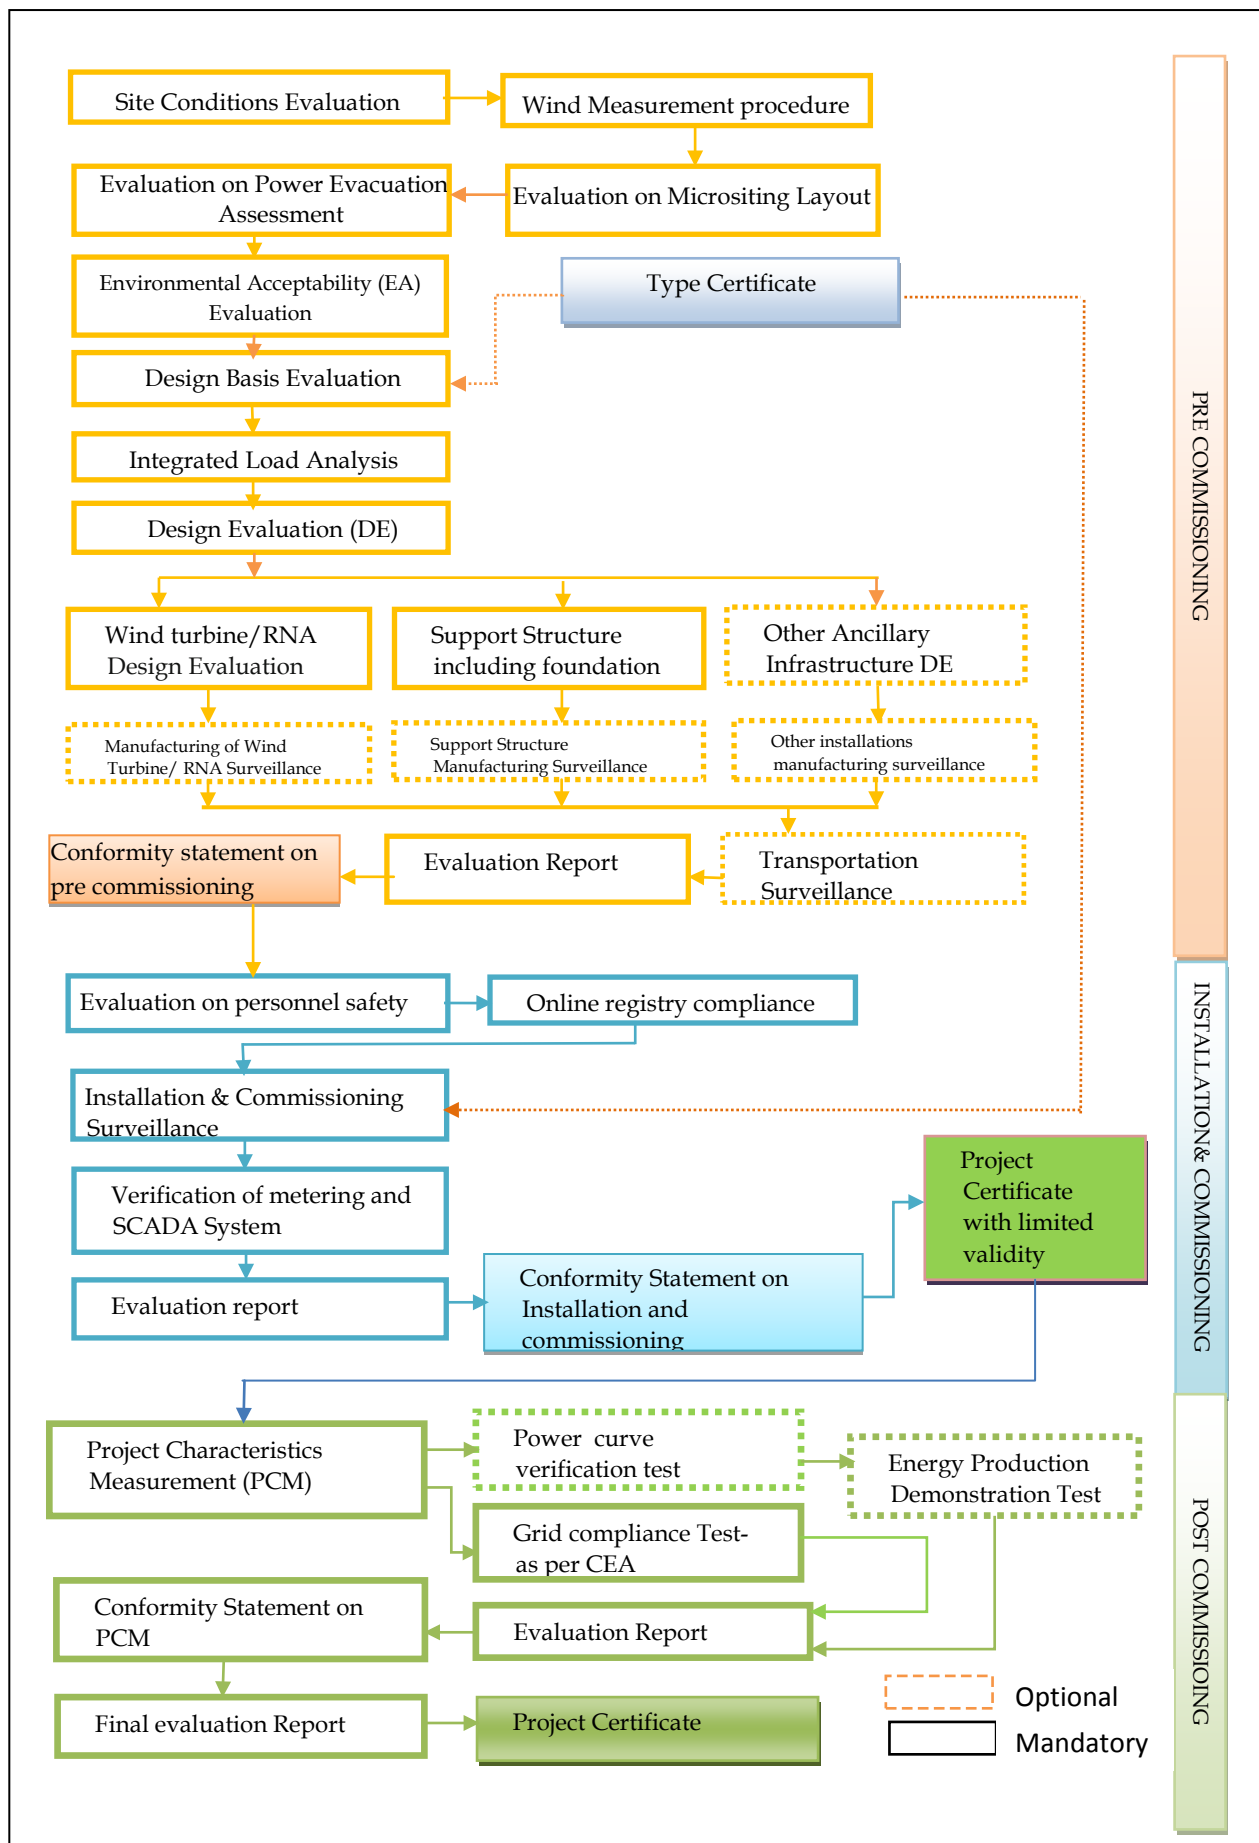 Site Conditions Evaluation
Wind Measurement procedure
Evaluation on Power Evacuation
Assessment
Evaluation on Micrositing Layout
Environmental Acceptability (EA)
Evaluation
Type Certificate
Design Basis Evaluation
Integrated Load Analysis
Design Evaluation (DE)
Wind turbine/RNA
Design Evaluation
Support Structure
including foundation
Other Ancillary
Infrastructure DE
Manufacturing of Wind
Turbine/ RNA Surveillance
Support Structure
Manufacturing Surveillance
Other installations
manufacturing surveillance
Conformity statement on
pre commissioning
Evaluation Report
Transportation
Surveillance
PRE COMMISSIONING
Evaluation on personnel safety
Online registry compliance
Installation & Commissioning
Surveillance
Verification of metering and
SCADA System
Evaluation report
Conformity Statement on
Installation and
commissioning
Project
Certificate
with limited
validity
INSTALLATION& COMMISSIONING
Project Characteristics
Measurement (PCM)
Power curve
verification test
Energy Production
Demonstration Test
Grid compliance Test-
as per CEA
Conformity Statement on
PCM
Evaluation Report
Final evaluation Report
Project Certificate
POST COMMISSIOING
Optional
Mandatory